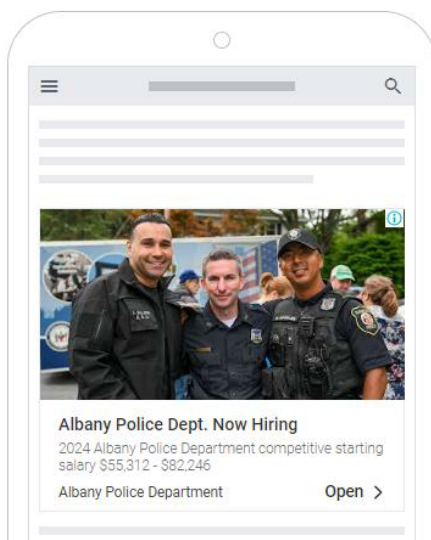 Albany Police Dept. Now Hiring
2024 Albany Police Department competitive starting
salary $55,312 - $82,246
Albany Police Department
Open >